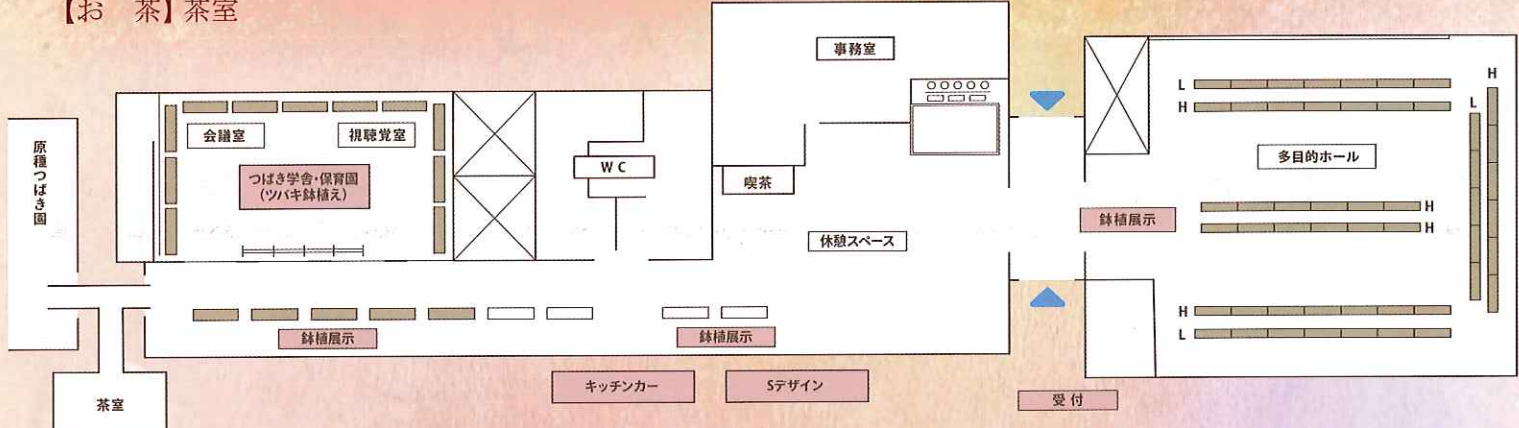 【お　茶】茶室
事務室
原種つばき園
会議室
視聴覚室
つばき学舎・保育園
（ツバキ鉢植え）
ＷＣ
喫茶
休憩スペース
鉢植展示
多目的ホール
L
H
L
H
H
H
H
L
鉢植展示
鉢植展示
キッチンカー
Sデザイン
受付
茶室